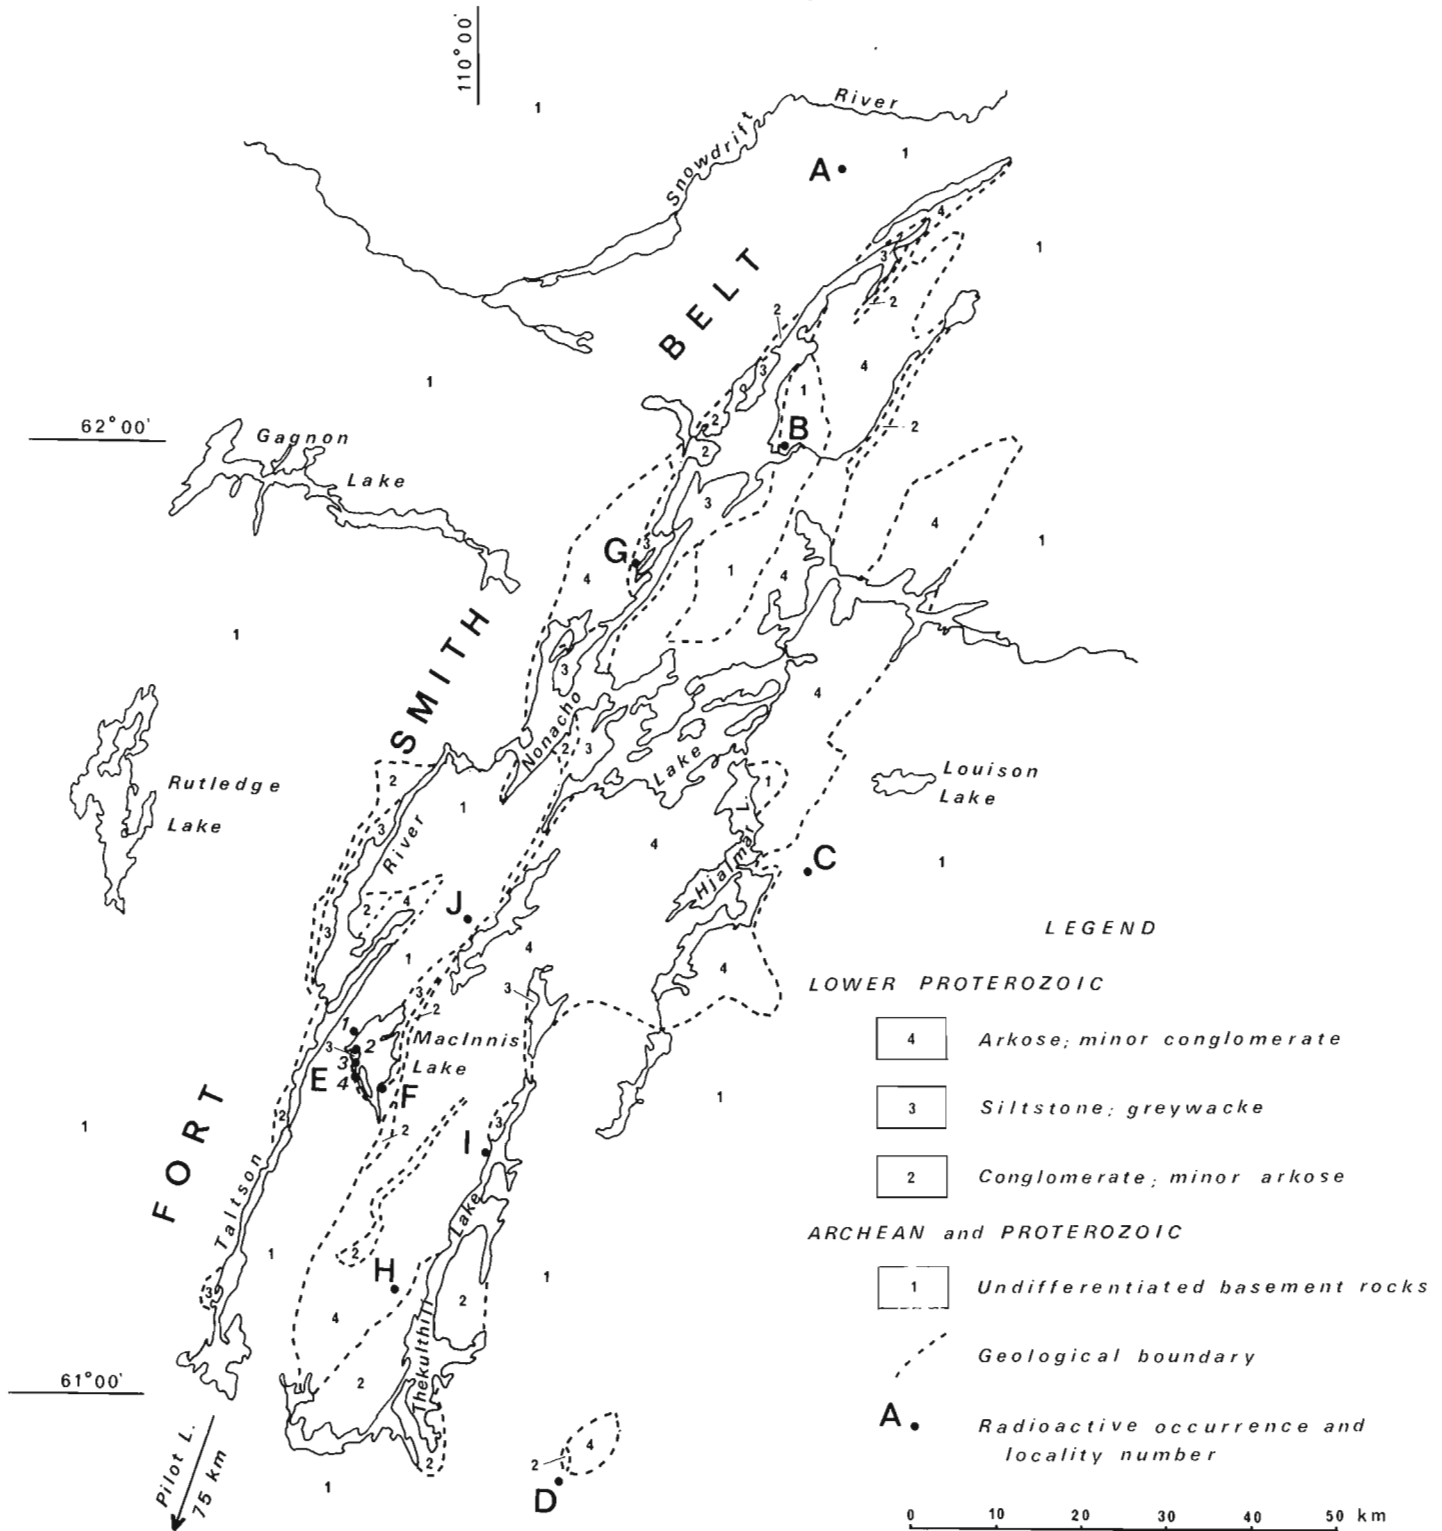 110°00'
1
River
Snowdrift
A
1
4
1
2
3
BELT
2
2
4
3
1
1
2
2
2
B
62°00'
Gagnon
Lake
3
4
1
3
G
1
4
4
1
SMITH
3
4
Nonacho
2
3
Lake
1
Louison
Lake
Rutledge
Lake
2
1
3
River
4
Hjalmar L.
C
1
2
4
J
3
1
4
4
3
3
2
1
3
2
3
4
E
F
MacInnis
Lake
1
FORT
1
2
2
3
I
Taltson
Lake
1
2
H
1
3
2
4
61°00'
2
Thekulthili
2
4
2
D
1
Pilot L.
75 km
LEGEND
LOWER PROTEROZOIC
4 Arkose; minor conglomerate
3 Siltstone; greywacke
2 Conglomerate; minor arkose
ARCHEAN and PROTEROZOIC
1 Undifferentiated basement rocks
Geological boundary
A Radioactive occurrence and
locality number
0 10 20 30 40 50 km